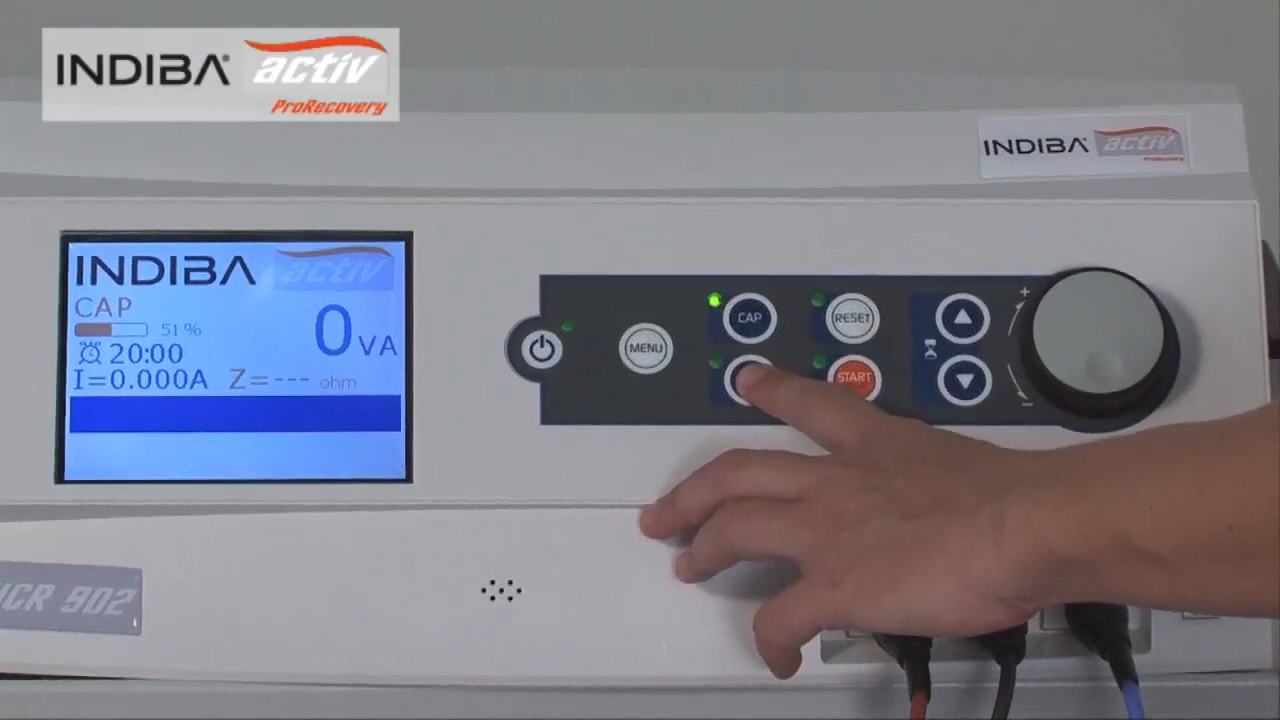 INDIBA® activ
ProRecovery
INDIBA® activ
ProRecovery
INDIBA activ
CAP
51%
20:00
0VA
I=0.000A Z=--- ohm
CAP
RESET
MENU
START
+
−
902